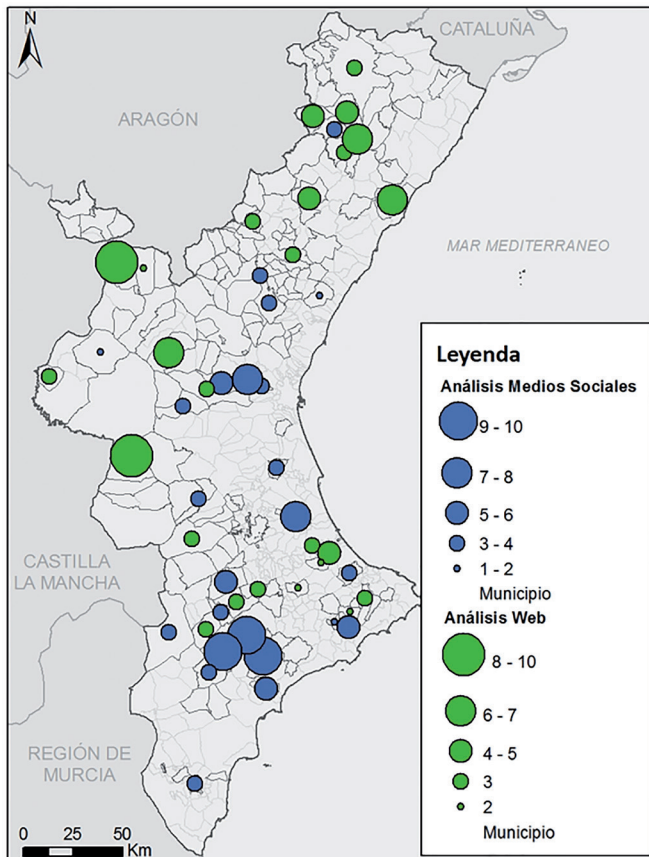 N
CATALUÑA
ARAGÓN
MAR MEDITERRANEO
Leyenda
Análisis Medios Sociales
9 - 10
7 - 8
5 - 6
3 - 4
1 - 2
Municipio
Análisis Web
8 - 10
6 - 7
4 - 5
3
2
Municipio
CASTILLA
LA MANCHA
REGIÓN DE
MURCIA
0 25 50
Km